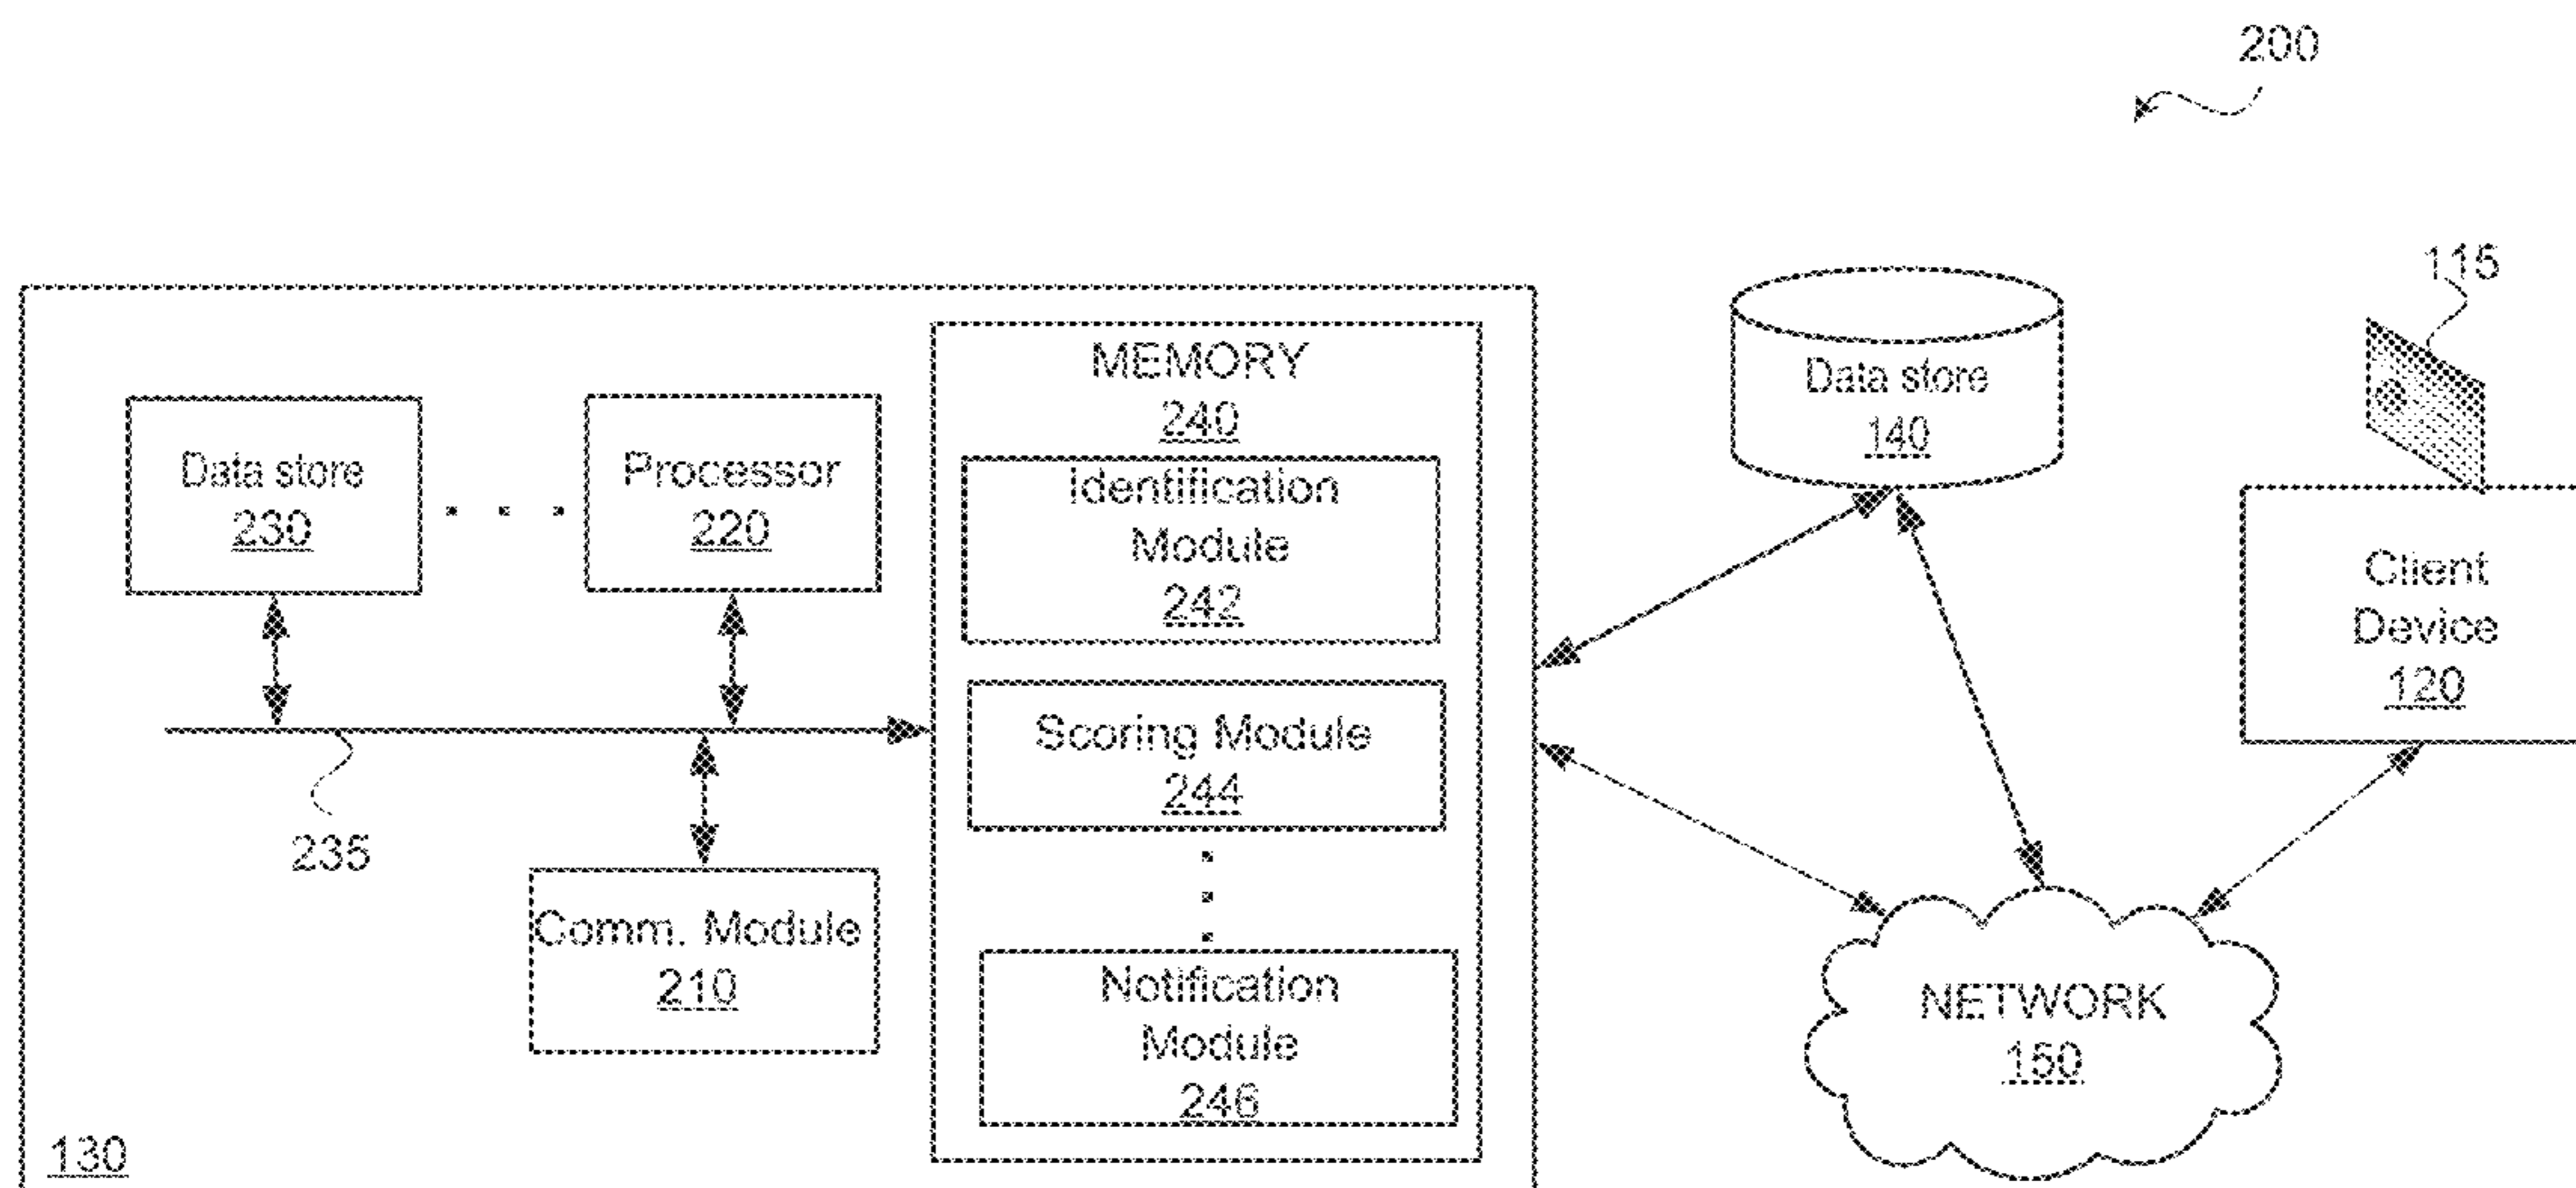 200
115
MEMORY
240
Data store
230
Processor
220
Identification
Module
242
Scoring Module
244
Notification
Module
246
235
Comm. Module
210
130
Data store
140
Client
Device
120
NETWORK
150